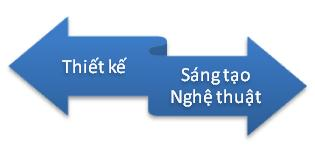 Thiết kế
Sáng tạo
Nghệ thuật